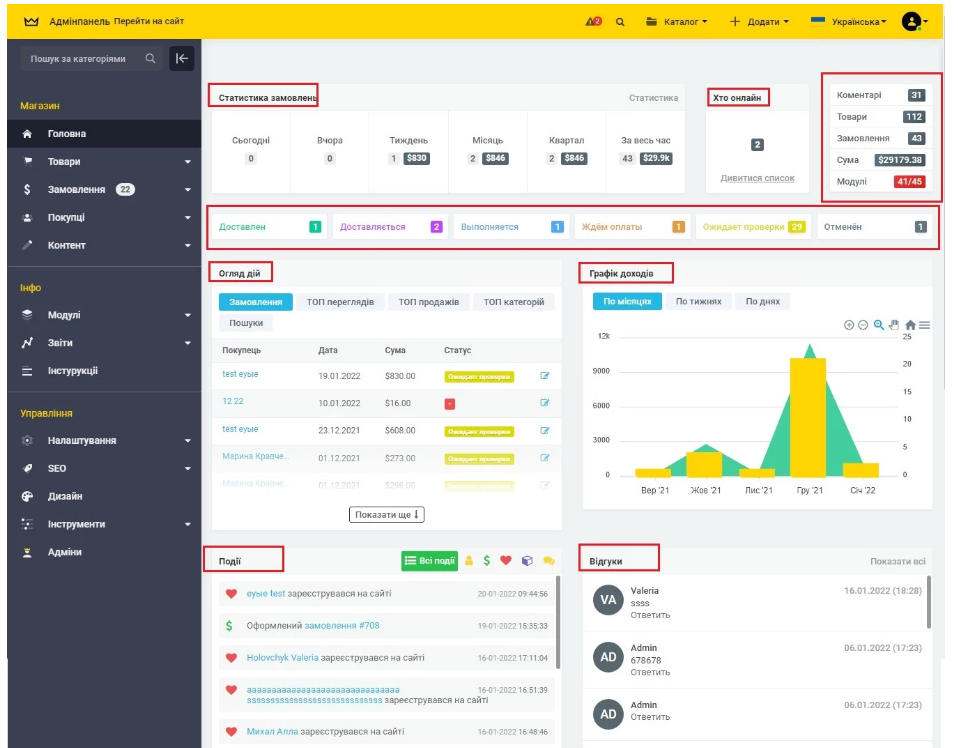 Адмінпанель Перейти на сайт
2
Каталог
Додати
Українська
Пошук за категоріями
Магазин
Головна
Товари
Замовлення 22
Покупці
Контент
Інфо
Модулі
Звіти
Інструкції
Управління
Налаштування
SEO
Дизайн
Інструменти
Адміни
Статистика замовлень
Статистика
Сьогодні
0
Вчора
0
Тиждень
1 $830
Місяць
2 $846
Квартал
2 $846
За весь час
43 $29.9k
Хто онлайн
2
Дивитися список
Коментарі 31
Товари 112
Замовлення 43
Сума $29179.38
Модулі 41/45
Доставлен 1
Доставляється 2
Выполняется 1
Ждём оплаты 1
Ожидает проверки 29
Отменён 1
Огляд дій
Замовлення
ТОП переглядів
ТОП продажів
ТОП категорій
Пошуки
Покупець Дата Сума Статус
test еуые 19.01.2022 $830.00 Ожидает проверки
12 22 10.01.2022 $16.00 -
test еуые 23.12.2021 $608.00 Ожидает проверки
Марина Кравче... 01.12.2021 $273.00 Ожидает проверки
Марина Кравче... 01.12.2021 $298.00 Ожидает проверки
Показати ще
Графік доходів
По місяцях
По тижнях
По днях
12k
9000
6000
3000
0
25
20
15
10
5
0
Вер '21
Жов '21
Лис '21
Гру '21
Січ '22
Події
Всі події
еуые test зареєструвався на сайті 20-01-2022 09:44:56
$ Оформлений замовлення #708 19-01-2022 15:35:33
Holovchyk Valeria зареєструвався на сайті 16-01-2022 17:11:04
аааааааааааааааааааааааааааааааа 16-01-2022 16:51:39
sssssssssssssssssssssssssssss зареєструвався на сайті
Михал Алла зареєструвався на сайті 16-01-2022 16:48:46
Відгуки
Показати всі
VA
Valeria 16.01.2022 (18:28)
ssss
Ответить
AD
Admin 06.01.2022 (17:23)
678678
Ответить
AD
Admin 06.01.2022 (17:23)
Ответить